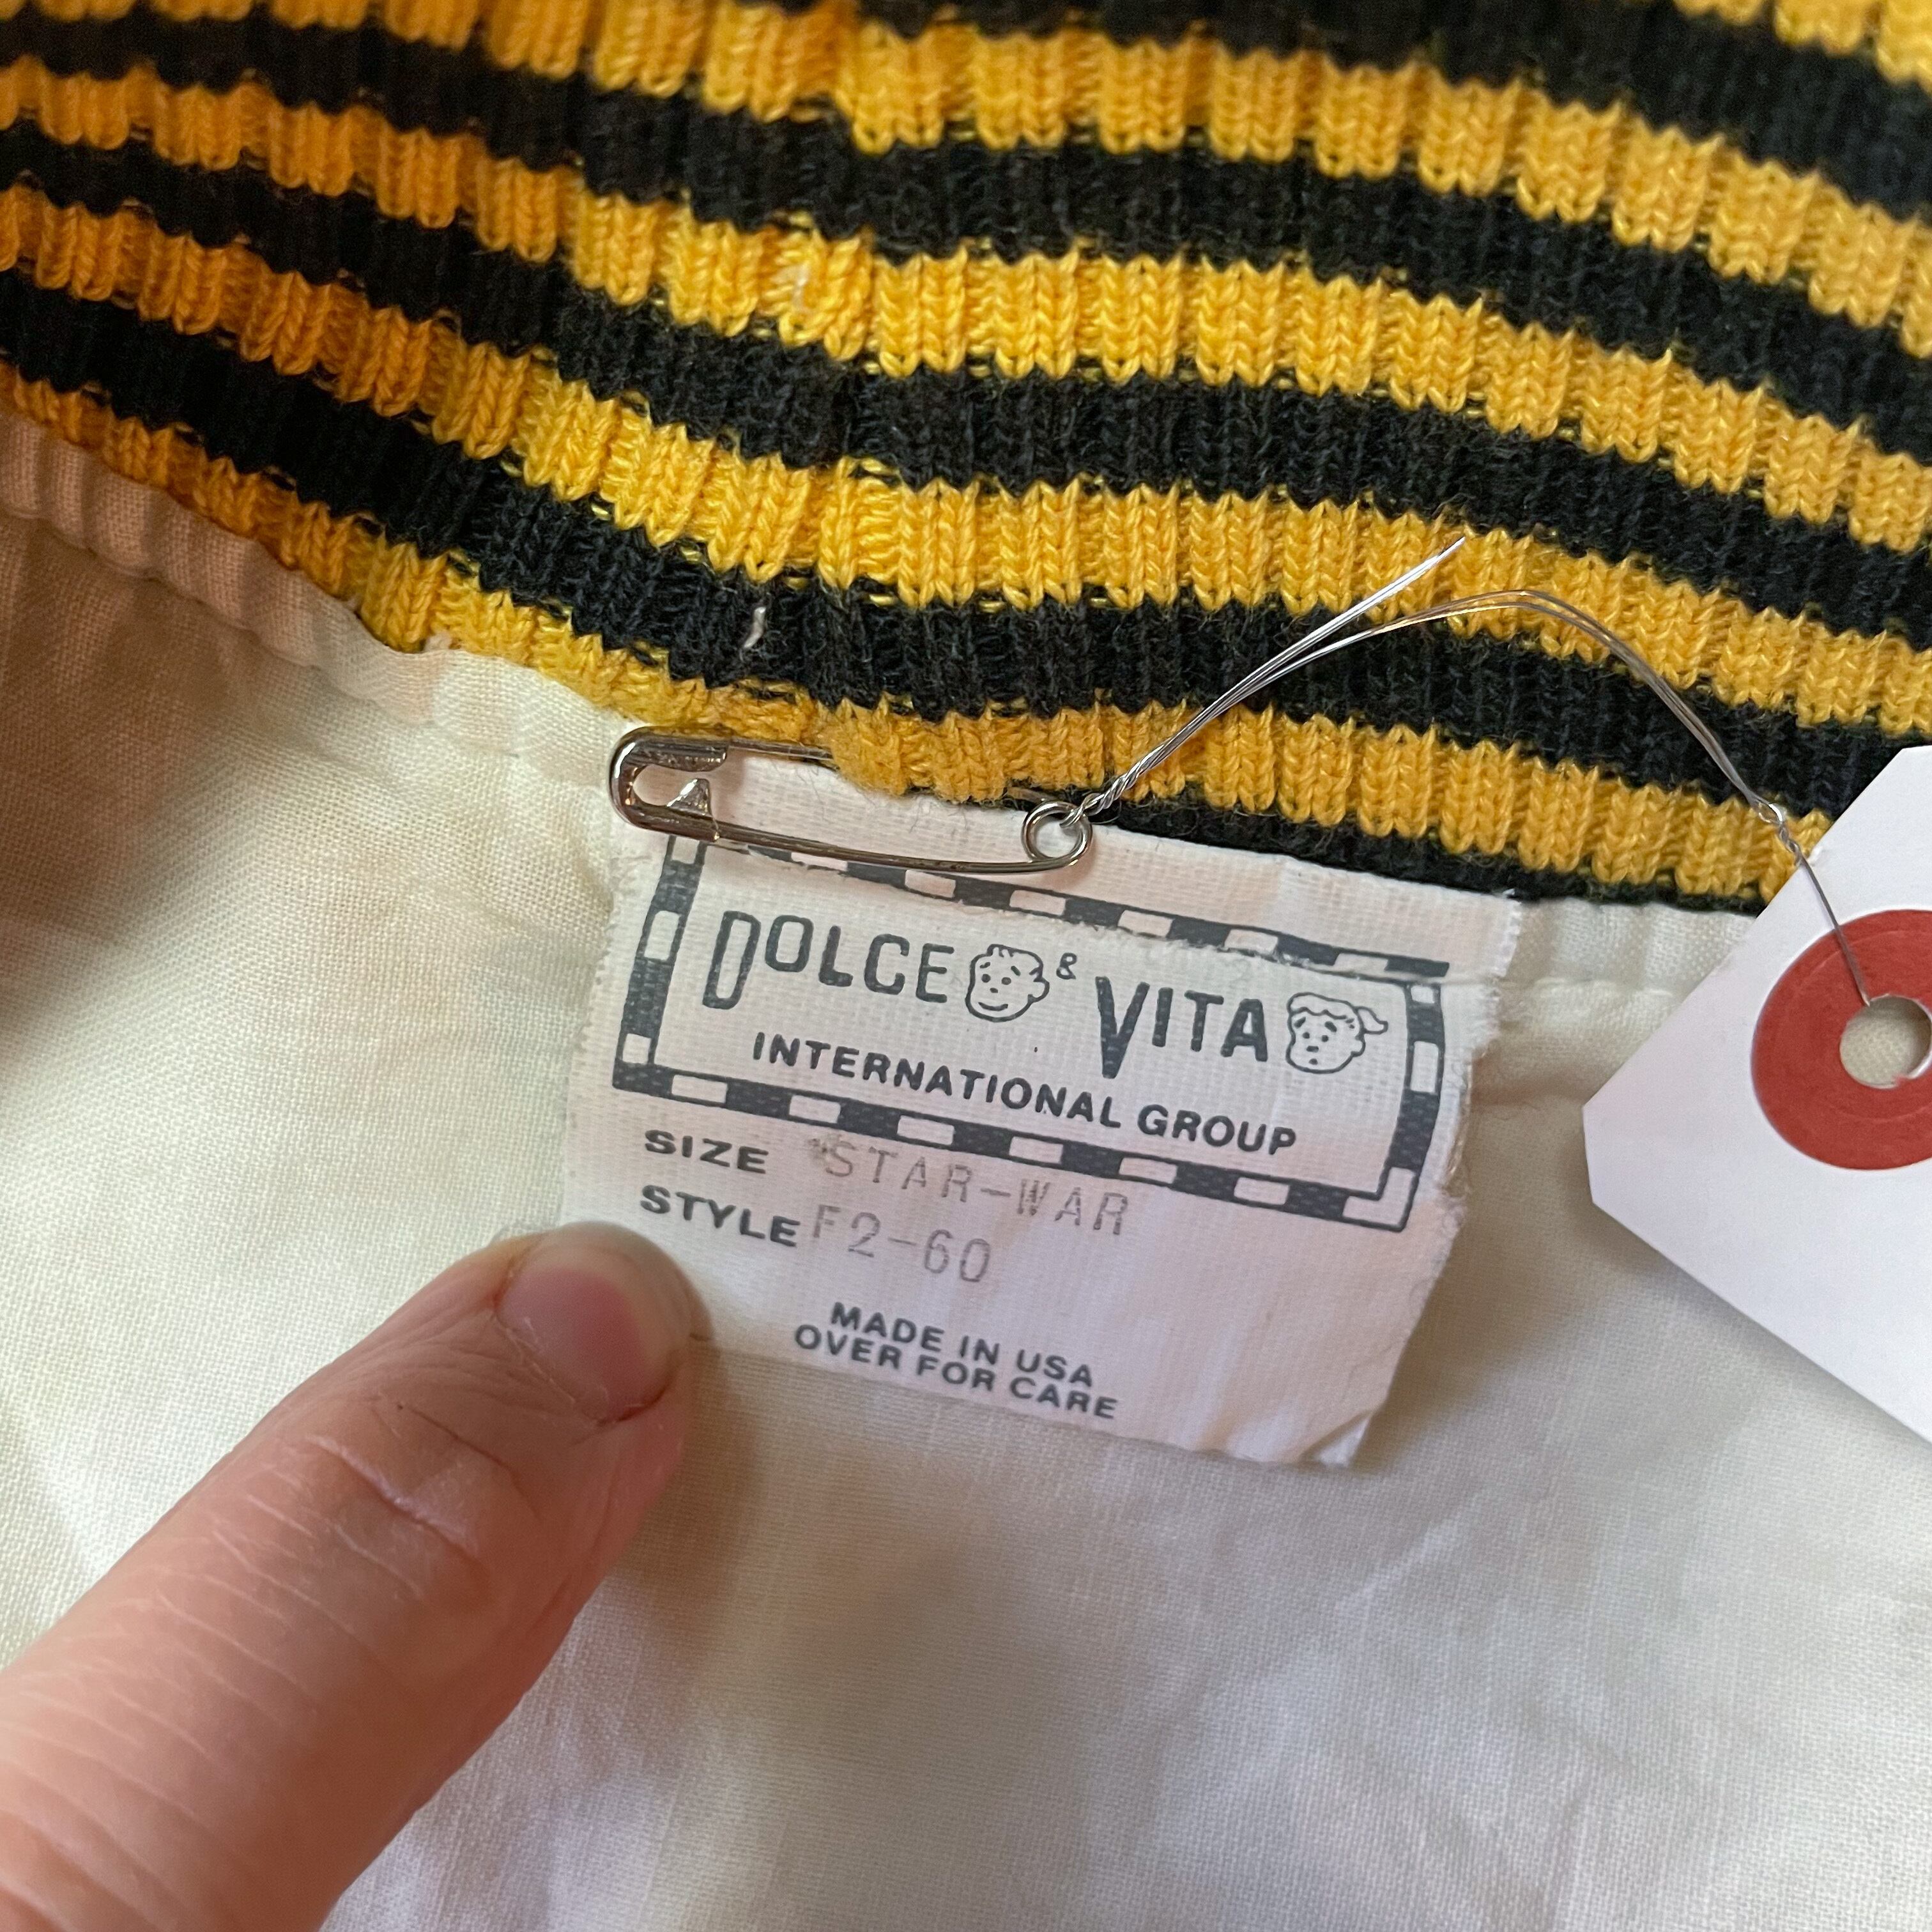 DOLCE & VITA
INTERNATIONAL GROUP
SIZE *STAR-WAR
STYLE F2-60
MADE IN USA
OVER FOR CARE